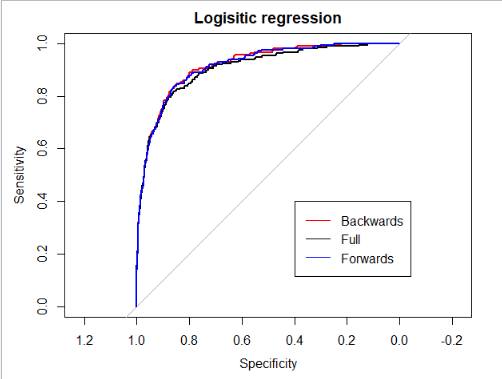 Logisitic regression
Sensitivity
1.0
0.8
0.6
0.4
0.2
0.0
Backwards
Full
Forwards
1.2 1.0 0.8 0.6 0.4 0.2 0.0 -0.2
Specificity